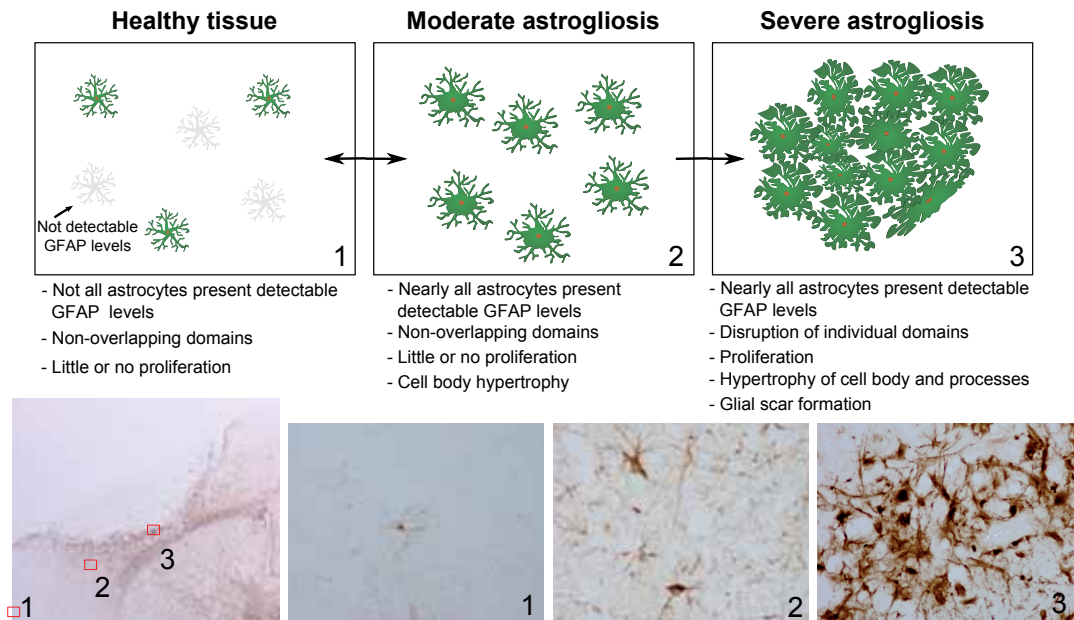 Healthy tissue
Moderate astrogliosis
Severe astrogliosis
Not detectable
GFAP levels
1
2
3
- Not all astrocytes present detectable
GFAP levels
- Non-overlapping domains
- Little or no proliferation
- Nearly all astrocytes present
detectable GFAP levels
- Non-overlapping domains
- Little or no proliferation
- Cell body hypertrophy
- Nearly all astrocytes present detectable
GFAP levels
- Disruption of individual domains
- Proliferation
- Hypertrophy of cell body and processes
- Glial scar formation
1
2
3
1
2
3